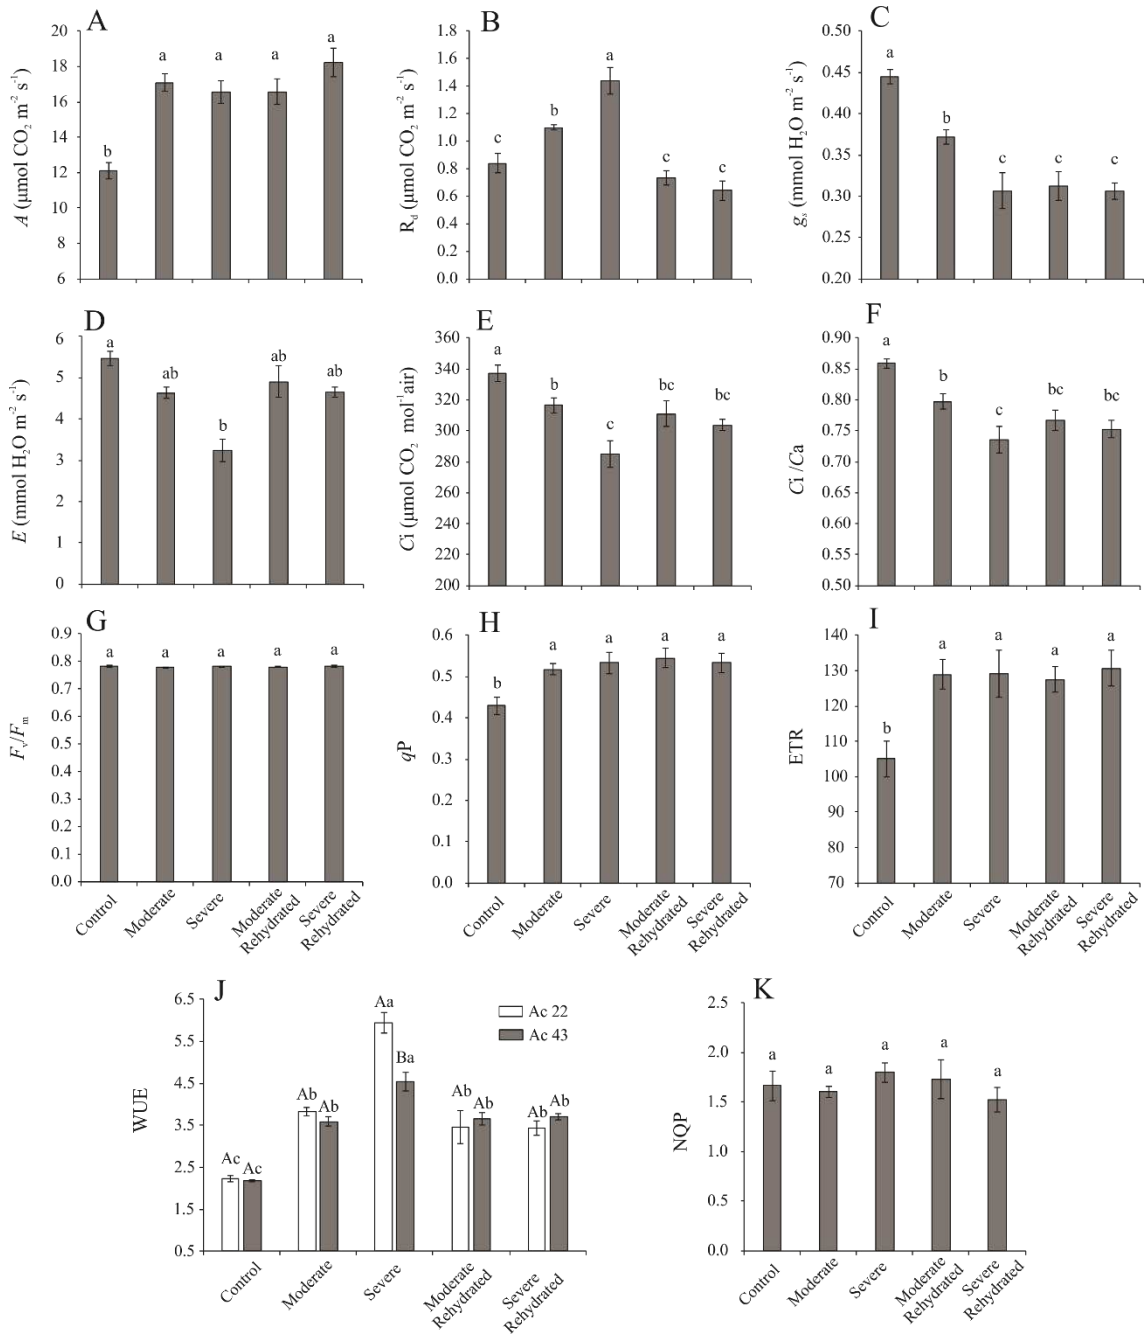 A
A (μmol CO₂ m⁻² s⁻¹)
20
18
16
14
12
10
8
6
b
a
a
a
a
B
R_d (μmol CO₂ m⁻² s⁻¹)
1.8
1.6
1.4
1.2
1.0
0.8
0.6
0.4
0.2
0.0
c
b
a
c
c
C
g_s (mmol H₂O m⁻² s⁻¹)
0.50
0.45
0.40
0.35
0.30
0.25
0.20
a
b
c
c
c
D
E (mmol H₂O m⁻² s⁻¹)
6
5
4
3
2
1
0
a
ab
b
ab
ab
E
Ci (μmol CO₂ mol⁻¹air)
360
340
320
300
280
260
240
220
200
a
b
c
bc
bc
F
Ci /Ca
0.90
0.85
0.80
0.75
0.70
0.65
0.60
0.55
0.50
a
b
c
bc
bc
G
F_v/F_m
0.9
0.8
0.7
0.6
0.5
0.4
0.3
0.2
0.1
0.0
a
a
a
a
a
Control
Moderate
Severe
Moderate
Rehydrated
Severe
Rehydrated
H
qP
0.6
0.5
0.4
0.3
0.2
0.1
0.0
b
a
a
a
a
Control
Moderate
Severe
Moderate
Rehydrated
Severe
Rehydrated
I
ETR
140
130
120
110
100
90
80
70
b
a
a
a
a
Control
Moderate
Severe
Moderate
Rehydrated
Severe
Rehydrated
J
WUE
6.5
5.5
4.5
3.5
2.5
1.5
0.5
Ac 22
Ac 43
Ac Ac
Ab Ab
Aa
Ba
Ab Ab
Ab Ab
Control
Moderate
Severe
Moderate
Rehydrated
Severe
Rehydrated
K
NQP
2.5
2.0
1.5
1.0
0.5
0.0
a
a
a
a
a
Control
Moderate
Severe
Moderate
Rehydrated
Severe
Rehydrated